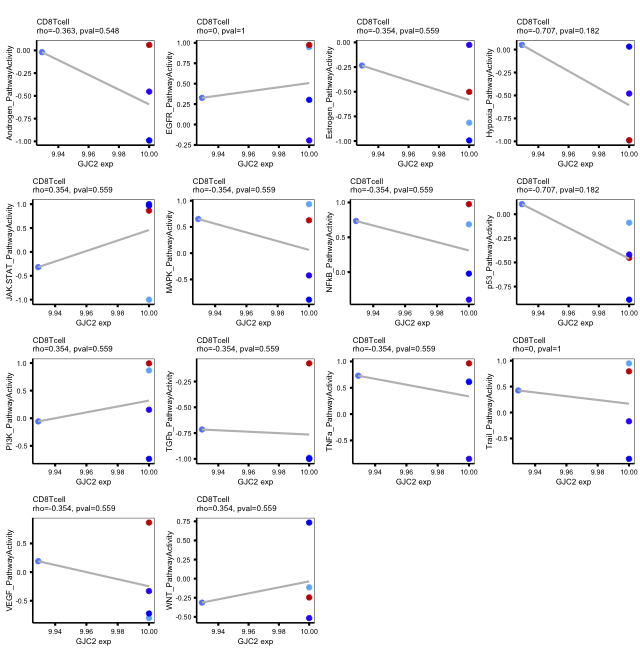 CD8Tcell
rho=-0.363, pval=0.548
Androgen_PathwayActivity
0.00
-0.25
-0.50
-0.75
-1.00
9.94 9.96 9.98 10.00
GJC2 exp
CD8Tcell
rho=0, pval=1
EGFR_PathwayActivity
1.00
0.75
0.50
0.25
0.00
-0.25
9.94 9.96 9.98 10.00
GJC2 exp
CD8Tcell
rho=-0.354, pval=0.559
Estrogen_PathwayActivity
0.00
-0.25
-0.50
-0.75
-1.00
9.94 9.96 9.98 10.00
GJC2 exp
CD8Tcell
rho=-0.707, pval=0.182
Hypoxia_PathwayActivity
0.00
-0.25
-0.50
-0.75
-1.00
9.94 9.96 9.98 10.00
GJC2 exp
CD8Tcell
rho=0.354, pval=0.559
JAK.STAT_PathwayActivity
1.0
0.5
0.0
-0.5
-1.0
9.94 9.96 9.98 10.00
GJC2 exp
CD8Tcell
rho=-0.354, pval=0.559
MAPK_PathwayActivity
1.0
0.5
0.0
-0.5
9.94 9.96 9.98 10.00
GJC2 exp
CD8Tcell
rho=-0.354, pval=0.559
NFkB_PathwayActivity
1.0
0.5
0.0
9.94 9.96 9.98 10.00
GJC2 exp
CD8Tcell
rho=-0.707, pval=0.182
p53_PathwayActivity
0.00
-0.25
-0.50
-0.75
9.94 9.96 9.98 10.00
GJC2 exp
CD8Tcell
rho=0.354, pval=0.559
PI3K_PathwayActivity
1.0
0.5
0.0
-0.5
9.94 9.96 9.98 10.00
GJC2 exp
CD8Tcell
rho=-0.354, pval=0.559
TGFb_PathwayActivity
-0.25
-0.50
-0.75
-1.00
9.94 9.96 9.98 10.00
GJC2 exp
CD8Tcell
rho=-0.354, pval=0.559
TNFa_PathwayActivity
1.0
0.5
0.0
-0.5
9.94 9.96 9.98 10.00
GJC2 exp
CD8Tcell
rho=0, pval=1
Trail_PathwayActivity
1.0
0.5
0.0
-0.5
9.94 9.96 9.98 10.00
GJC2 exp
CD8Tcell
rho=-0.354, pval=0.559
VEGF_PathwayActivity
0.5
0.0
-0.5
9.94 9.96 9.98 10.00
GJC2 exp
CD8Tcell
rho=0.354, pval=0.559
WNT_PathwayActivity
0.75
0.50
0.25
0.00
-0.25
-0.50
9.94 9.96 9.98 10.00
GJC2 exp